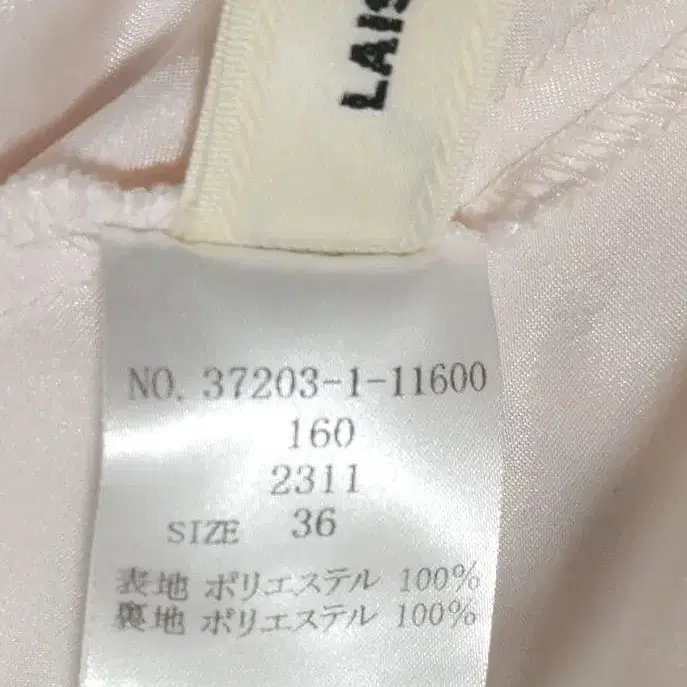 LAIS
NO. 37203-1-11600
160
2311
SIZE 36
表地 ポリエステル 100%
裏地 ポリエステル 100%